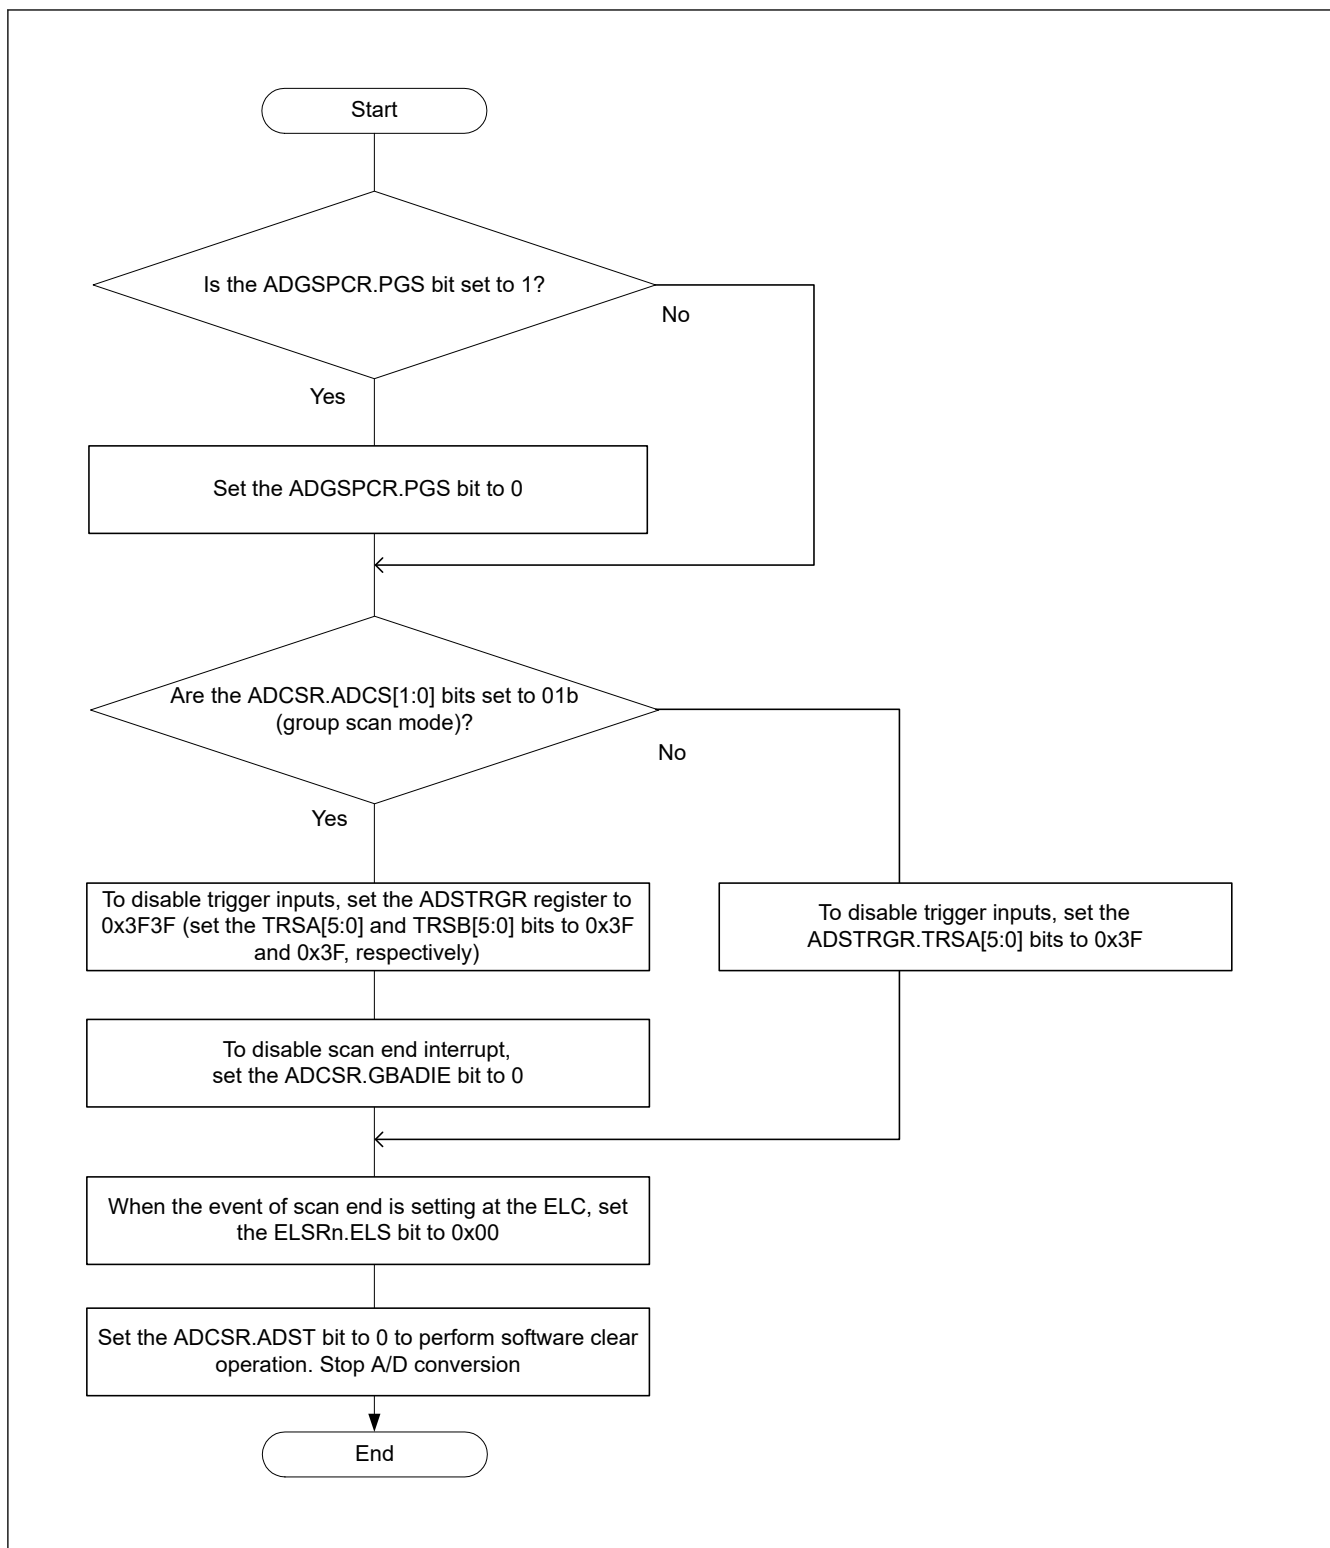 Start
Is the ADGSPCR.PGS bit set to 1?
No
Yes
Set the ADGSPCR.PGS bit to 0
Are the ADCSR.ADCS[1:0] bits set to 01b
(group scan mode)?
No
Yes
To disable trigger inputs, set the ADSTRGR register to
0x3F3F (set the TRSA[5:0] and TRSB[5:0] bits to 0x3F
and 0x3F, respectively)
To disable trigger inputs, set the
ADSTRGR.TRSA[5:0] bits to 0x3F
To disable scan end interrupt,
set the ADCSR.GBADIE bit to 0
When the event of scan end is setting at the ELC, set
the ELSRn.ELS bit to 0x00
Set the ADCSR.ADST bit to 0 to perform software clear
operation. Stop A/D conversion
End